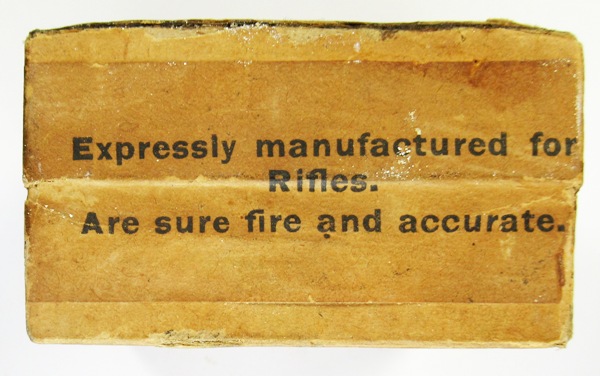 Expressly manufactured for
Rifles.
Are sure fire and accurate.